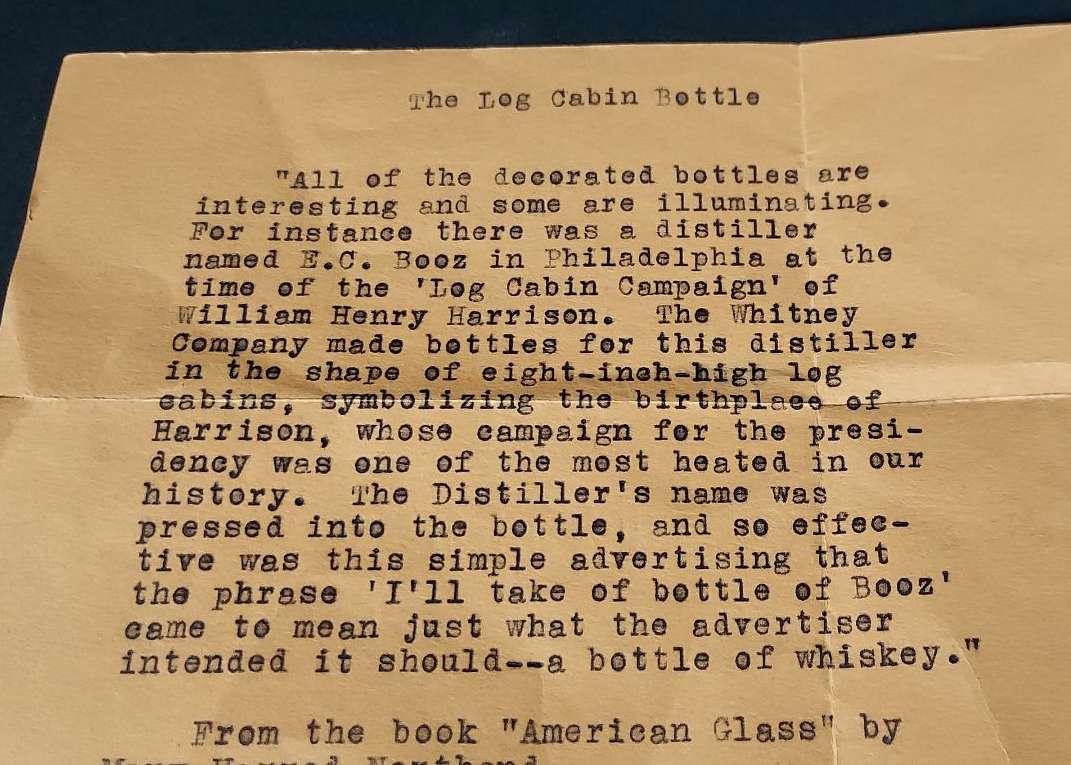 The Log Cabin Bottle
"All of the decorated bottles are
interesting and some are illuminating.
For instance there was a distiller
named E.C. Booz in Philadelphia at the
time of the 'Log Cabin Campaign' of
William Henry Harrison. The Whitney
Company made bottles for this distiller
in the shape of eight-inch-high log
cabins, symbolizing the birthplace of
Harrison, whose campaign for the presi-
dency was one of the most heated in our
history. The Distiller's name was
pressed into the bottle, and so effec-
tive was this simple advertising that
the phrase 'I'll take of bottle of Booz'
came to mean just what the advertiser
intended it should--a bottle of whiskey."
From the book "American Glass" by
Mary Harrod Northend